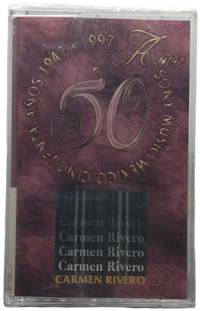 CINCUENTA AÑOS 1947 - 1997
Años
SONY MUSIC MEXICO
50
Carmen Rivero
Carmen Rivero
Carmen Rivero
Carmen Rivero
CARMEN RIVERO